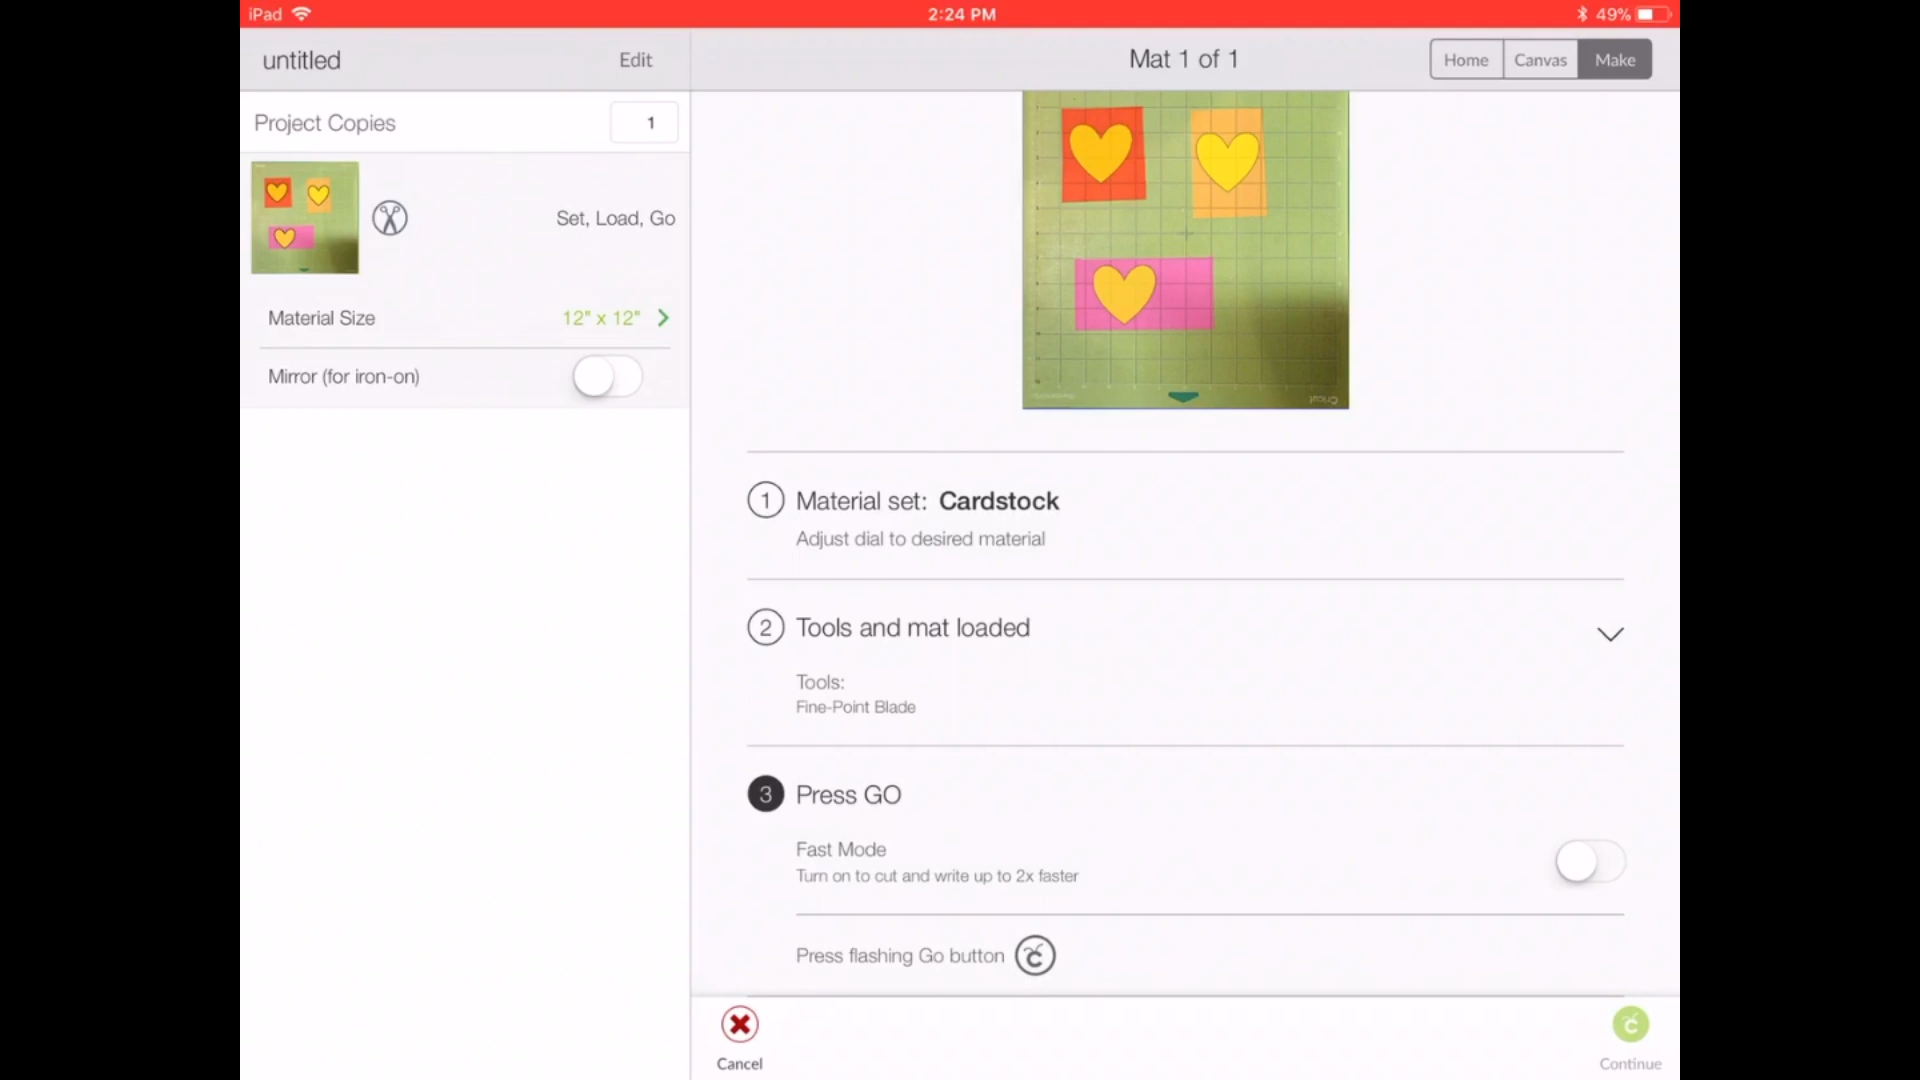 iPad
2:24 PM
49%
untitled
Edit
Mat 1 of 1
Home
Canvas
Make
Project Copies
1
Set, Load, Go
Material Size
12" x 12"
Mirror (for iron-on)
Cricut
1
Material set: Cardstock
Adjust dial to desired material
2
Tools and mat loaded
Tools:
Fine-Point Blade
3
Press GO
Fast Mode
Turn on to cut and write up to 2x faster
Press flashing Go button
Cancel
Continue